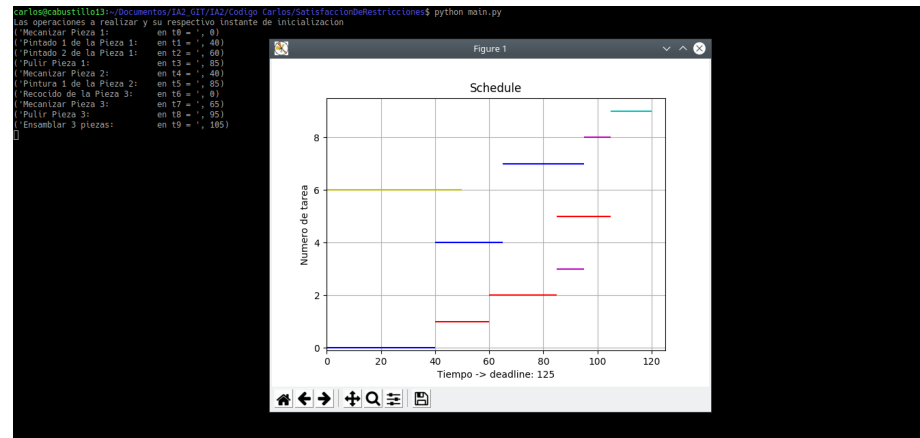 carlos@cabustillo13:~/Documentos/IA2_GIT/IA2/Codigo Carlos/SatisfaccionDeRestricciones$ python main.py
Las operaciones a realizar y su respectivo instante de inicializacion
('Mecanizar Pieza 1:          en t0 = ', 0)
('Pintado 1 de la Pieza 1:    en t1 = ', 40)
('Pintado 2 de la Pieza 1:    en t2 = ', 60)
('Pulir Pieza 1:              en t3 = ', 85)
('Mecanizar Pieza 2:          en t4 = ', 40)
('Pintura 1 de la Pieza 2:    en t5 = ', 85)
('Recocido de la Pieza 3:     en t6 = ', 0)
('Mecanizar Pieza 3:          en t7 = ', 65)
('Pulir Pieza 3:              en t8 = ', 95)
('Ensamblar 3 piezas:         en t9 = ', 105)
Figure 1
Schedule
Numero de tarea
8
6
4
2
0
0 20 40 60 80 100 120
Tiempo -> deadline: 125